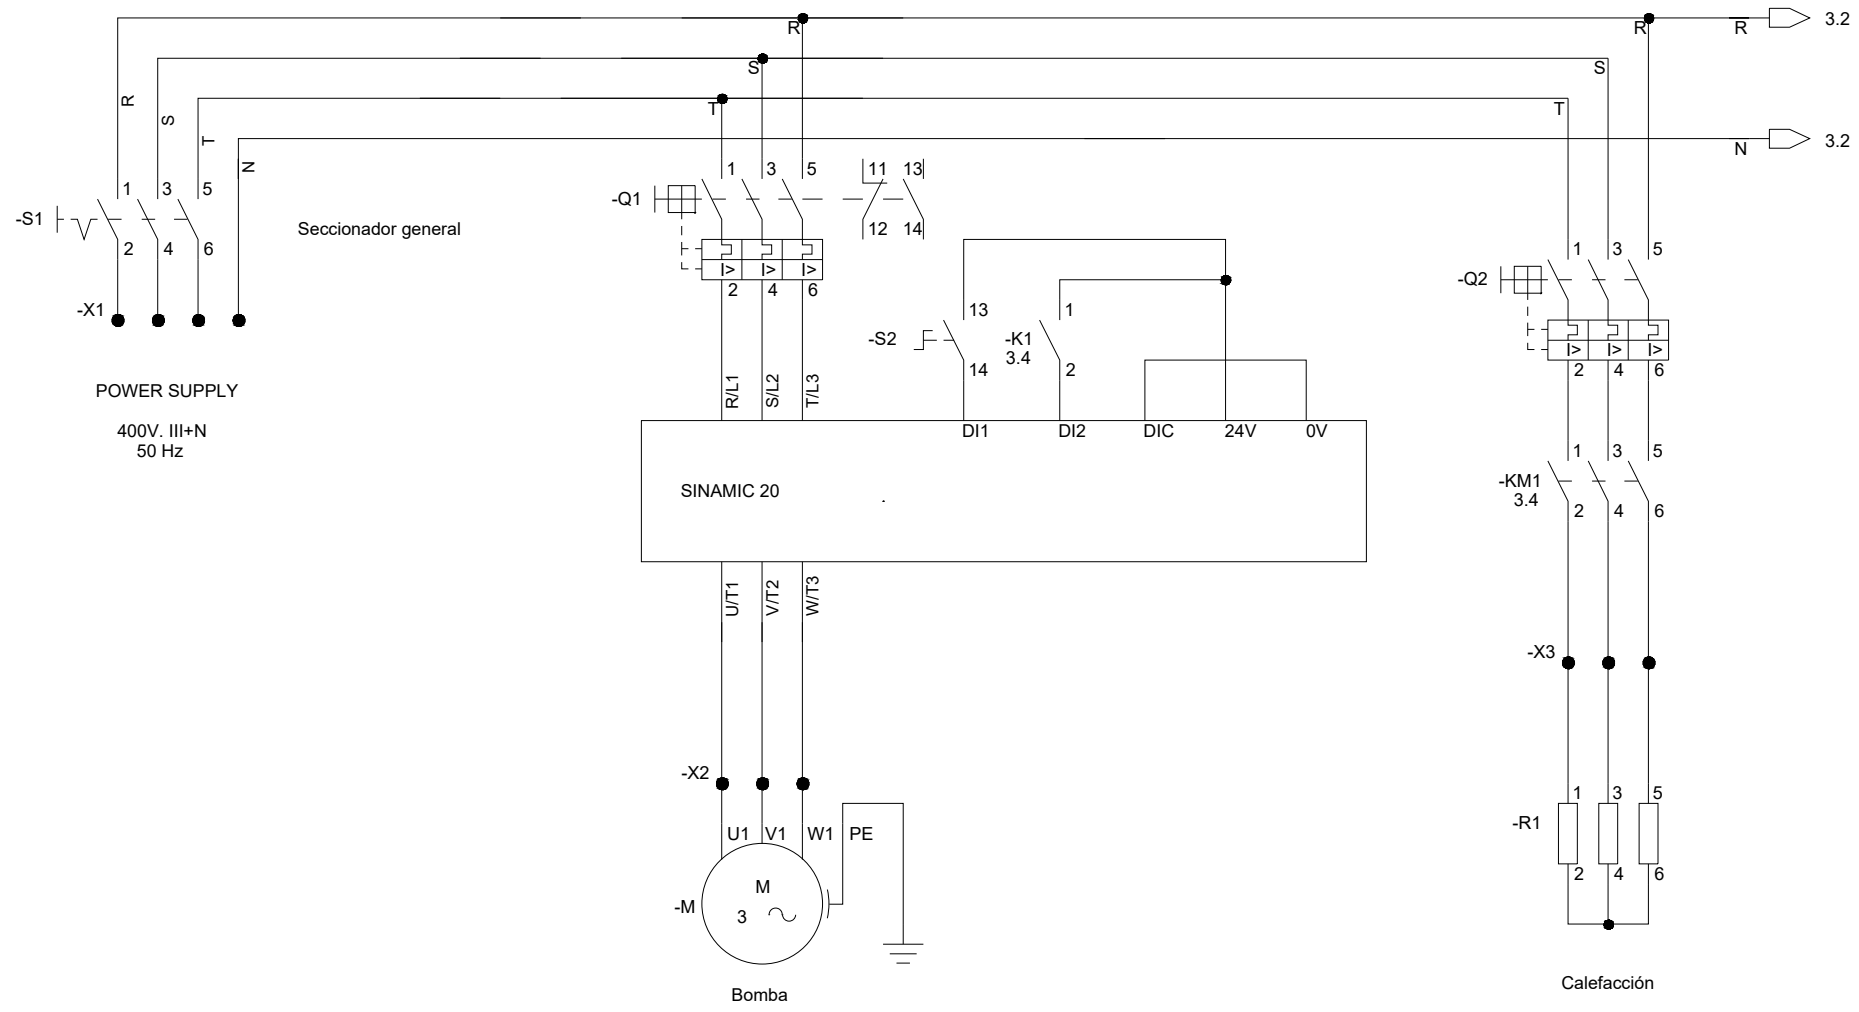 R R R 3.2
S S
R
T T
S
T
N
N 3.2
1 3 5
-S1
2 4 6
-X1
Seccionador general
POWER SUPPLY
400V. III+N
50 Hz
1 3 5 11 13
-Q1
12 14
I> I> I>
2 4 6
13 1
-S2 -K1
3.4
14 2
R/L1 S/L2 T/L3
DI1 DI2 DIC 24V 0V
SINAMIC 20
U/T1 V/T2 W/T3
-X2
U1 V1 W1 PE
M
-M 3
Bomba
1 3 5
-Q2
I> I> I>
2 4 6
1 3 5
-KM1
3.4
2 4 6
-X3
1 3 5
-R1
2 4 6
Calefacción